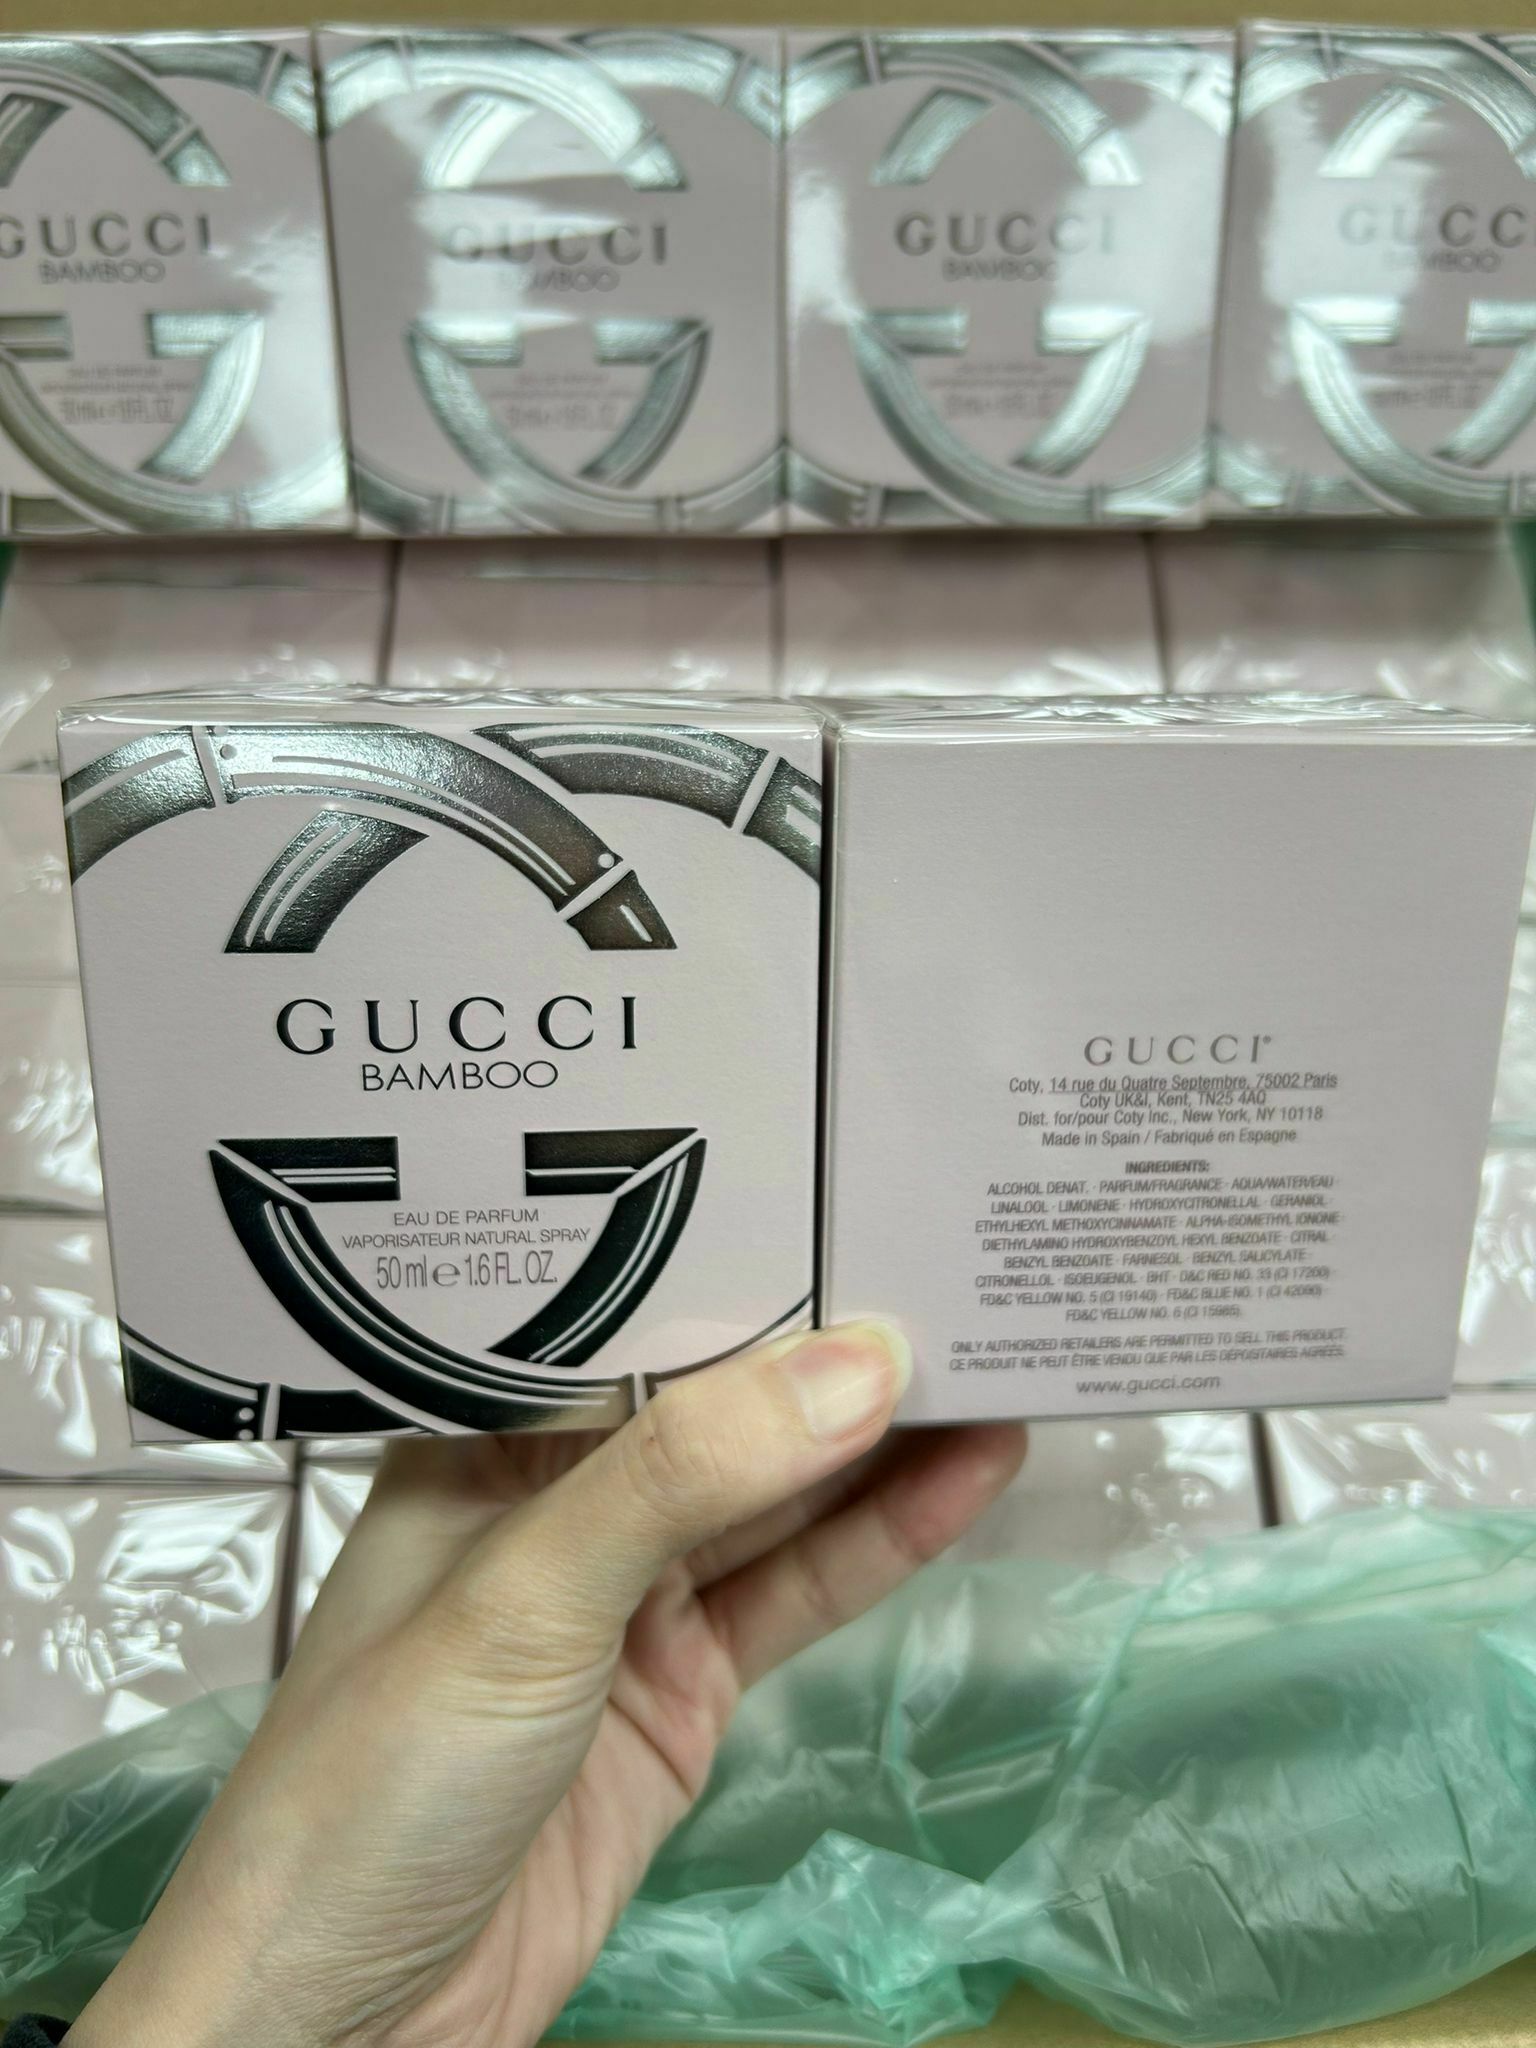 GUCCI
BAMBOO
GUCCI
BAMBOO
GUCCI
BAMBOO
GUCCI
BAMBOO
GUCCI
BAMBOO
EAU DE PARFUM
VAPORISATEUR NATURAL SPRAY
50 ml e 1.6 FL. OZ.
GUCCI®
Coty, 14 rue du Quatre Septembre, 75002 Paris
Coty UK&I, Kent, TN25 4AQ
Dist. for/pour Coty Inc., New York, NY 10118
Made in Spain / Fabriqué en Espagne
INGREDIENTS:
ALCOHOL DENAT. · PARFUM/FRAGRANCE · AQUA/WATER/EAU ·
LINALOOL · LIMONENE · HYDROXYCITRONELLAL · GERANIOL ·
ETHYLHEXYL METHOXYCINNAMATE · ALPHA-ISOMETHYL IONONE ·
DIETHYLAMINO HYDROXYBENZOYL HEXYL BENZOATE · CITRAL ·
BENZYL BENZOATE · FARNESOL · BENZYL SALICYLATE ·
CITRONELLOL · ISOEUGENOL · BHT · D&C RED NO. 33 (CI 17200) ·
FD&C YELLOW NO. 5 (CI 19140) · FD&C BLUE NO. 1 (CI 42090) ·
FD&C YELLOW NO. 6 (CI 15985).
ONLY AUTHORIZED RETAILERS ARE PERMITTED TO SELL THIS PRODUCT.
CE PRODUIT NE PEUT ÊTRE VENDU QUE PAR LES DÉPOSITAIRES AGRÉÉS.
www.gucci.com